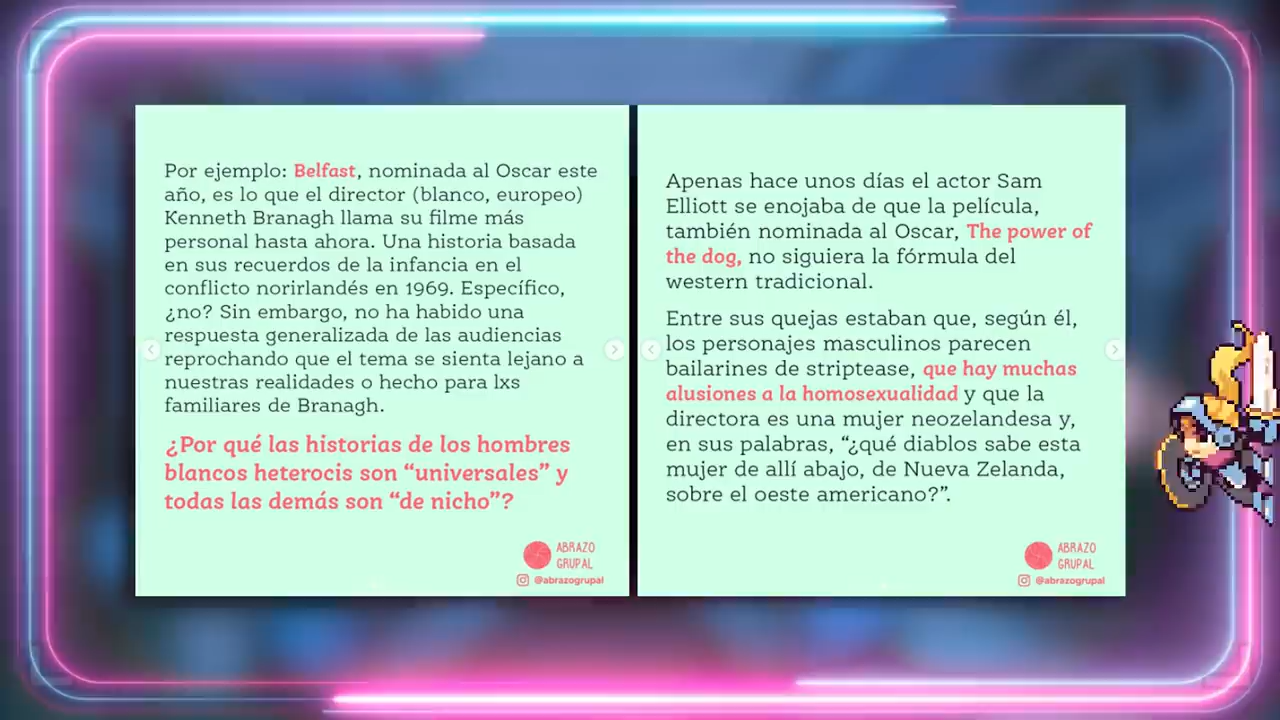 Por ejemplo: Belfast, nominada al Oscar este
año, es lo que el director (blanco, europeo)
Kenneth Branagh llama su filme más
personal hasta ahora. Una historia basada
en sus recuerdos de la infancia en el
conflicto norirlandés en 1969. Específico,
¿no? Sin embargo, no ha habido una
respuesta generalizada de las audiencias
reprochando que el tema se sienta lejano a
nuestras realidades o hecho para lxs
familiares de Branagh.
¿Por qué las historias de los hombres
blancos heterocis son “universales” y
todas las demás son “de nicho”?
ABRAZO
GRUPAL
@abrazogrupal
Apenas hace unos días el actor Sam
Elliott se enojaba de que la película,
también nominada al Oscar, The power of
the dog, no siguiera la fórmula del
western tradicional.
Entre sus quejas estaban que, según él,
los personajes masculinos parecen
bailarines de striptease, que hay muchas
alusiones a la homosexualidad y que la
directora es una mujer neozelandesa y,
en sus palabras, “¿qué diablos sabe esta
mujer de allí abajo, de Nueva Zelanda,
sobre el oeste americano?”.
ABRAZO
GRUPAL
@abrazogrupal